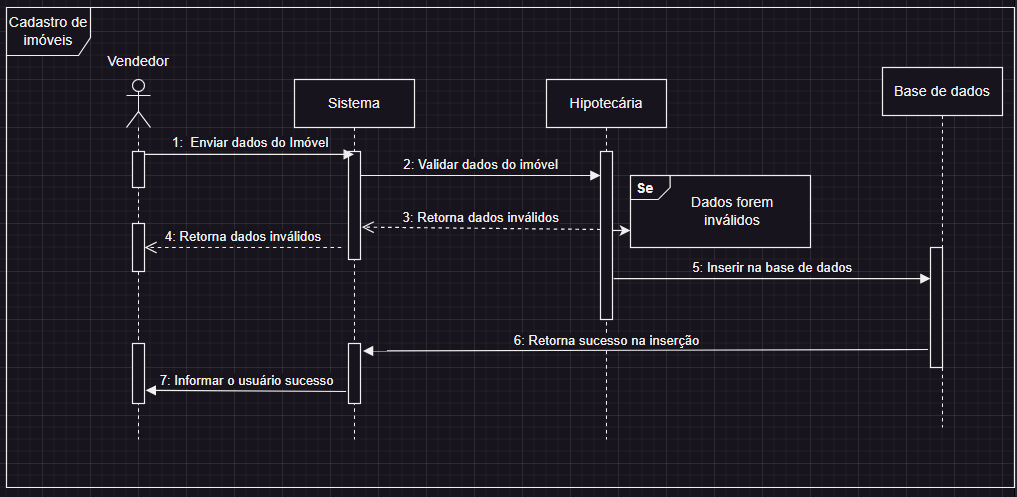 Cadastro de
imóveis
Vendedor
Sistema
Hipotecária
Base de dados
1: Enviar dados do Imóvel
2: Validar dados do imóvel
Se
Dados forem
inválidos
3: Retorna dados inválidos
4: Retorna dados inválidos
5: Inserir na base de dados
6: Retorna sucesso na inserção
7: Informar o usuário sucesso